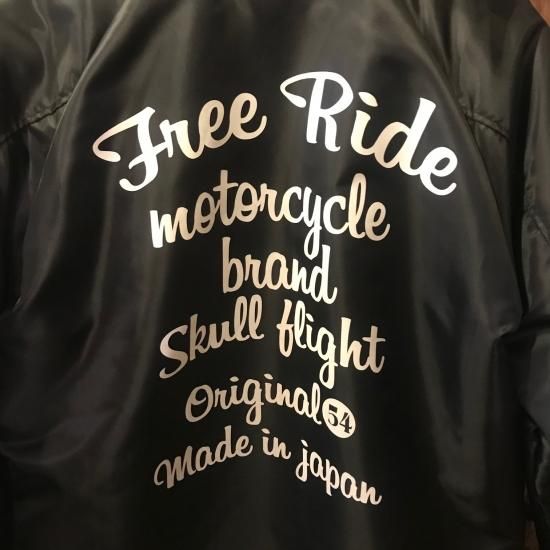 Free Ride
motorcycle
brand
Skull flight
Original 54
Made in japan